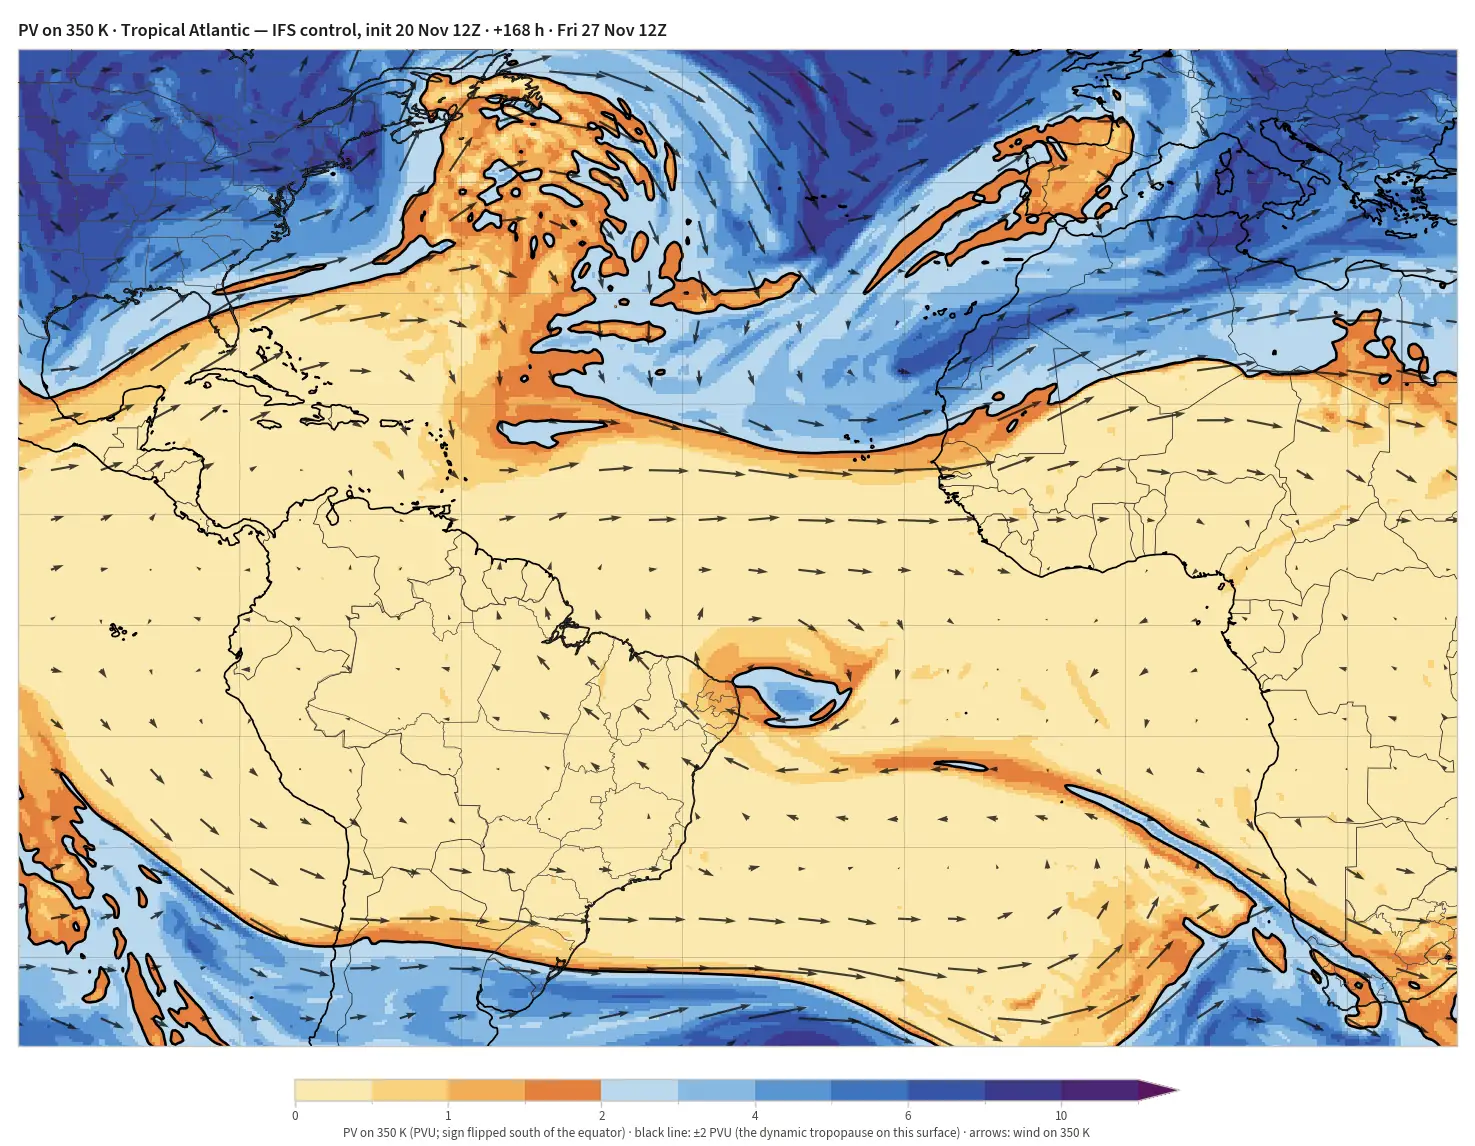 PV on 350 K · Tropical Atlantic — IFS control, init 20 Nov 12Z · +168 h · Fri 27 Nov 12Z
0 1 2 4 6 10
PV on 350 K (PVU; sign flipped south of the equator) · black line: ±2 PVU (the dynamic tropopause on this surface) · arrows: wind on 350 K